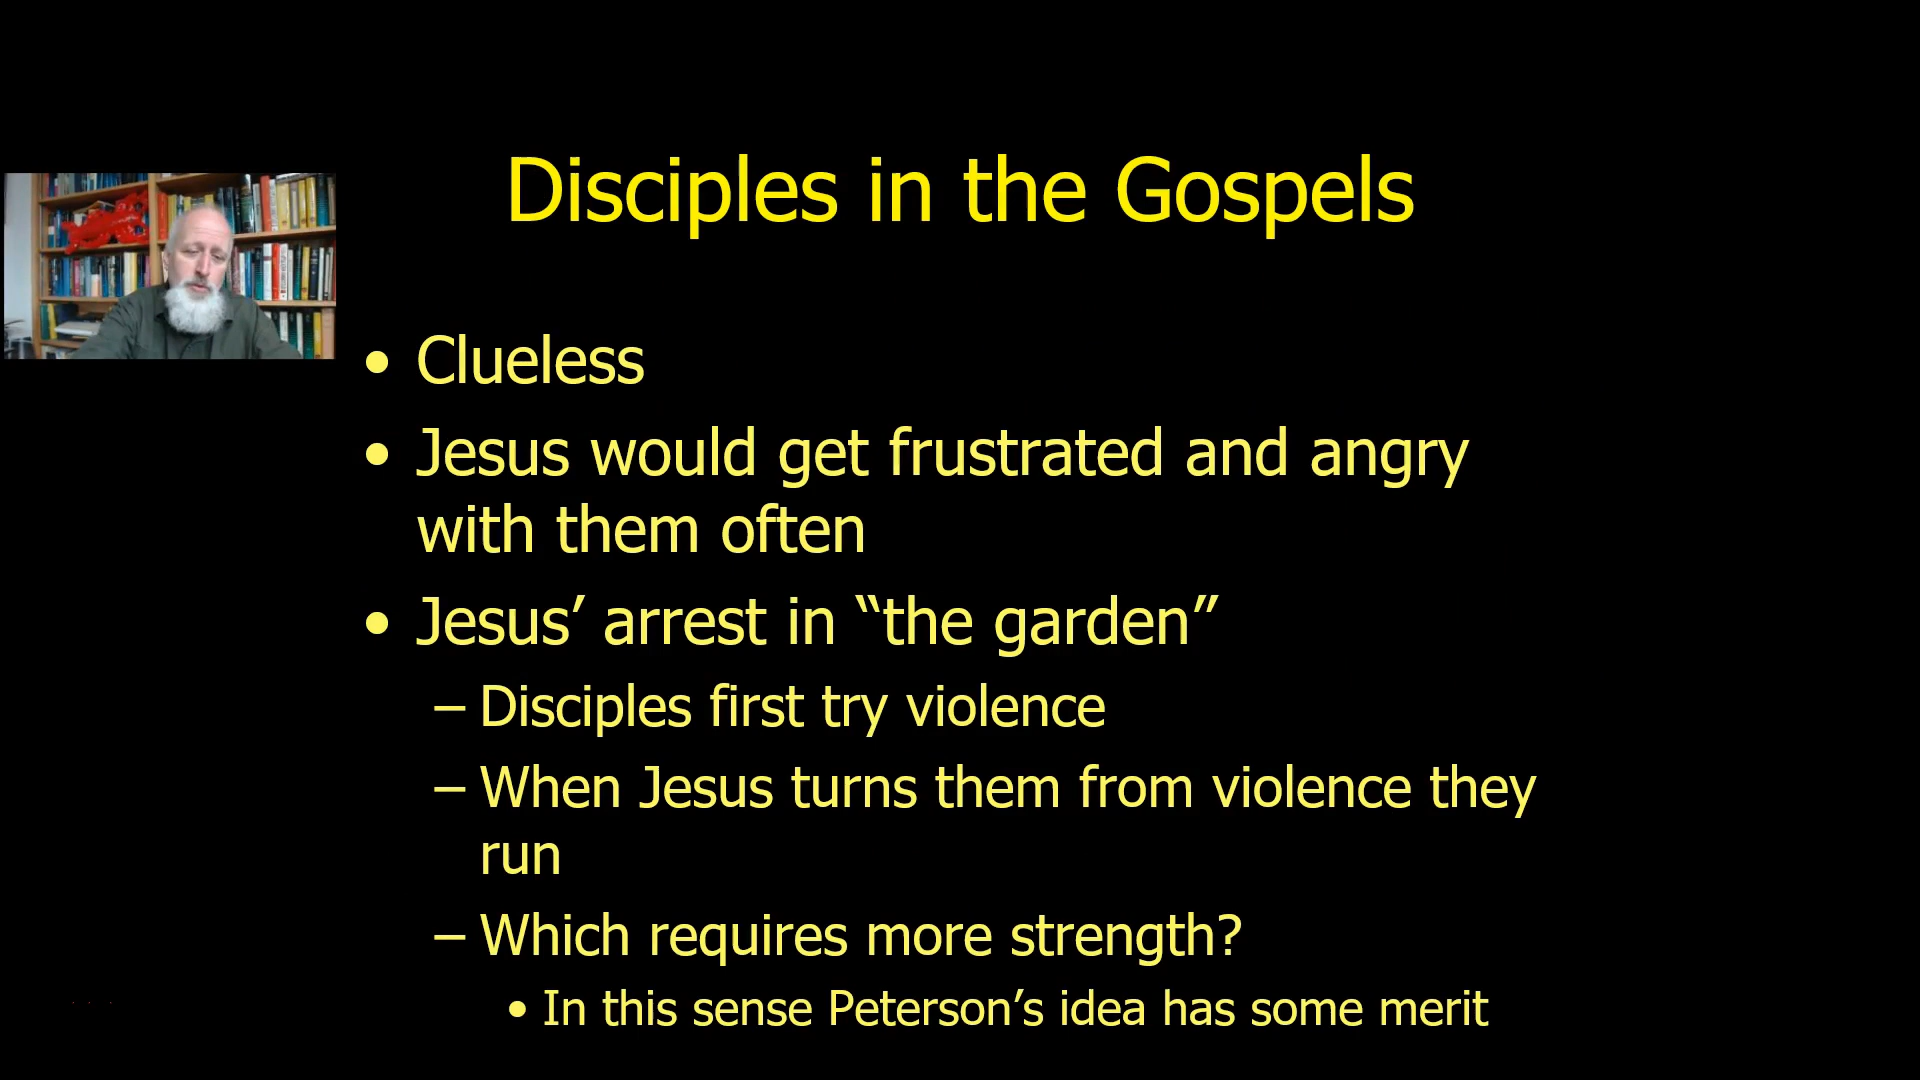 Disciples in the Gospels
• Clueless
• Jesus would get frustrated and angry
with them often
• Jesus’ arrest in “the garden”
– Disciples first try violence
– When Jesus turns them from violence they
run
– Which requires more strength?
• In this sense Peterson’s idea has some merit